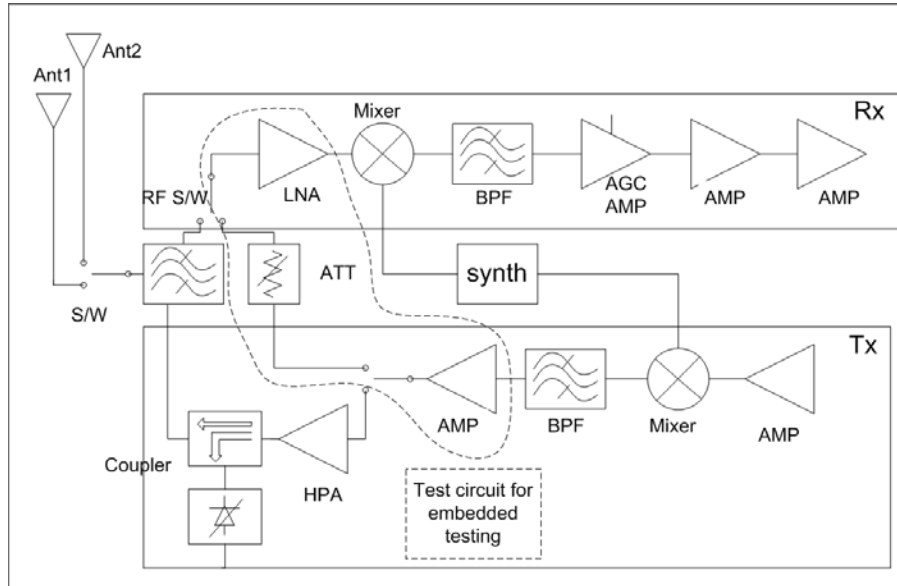 Ant2
Ant1
Mixer
Rx
RF S/W
LNA
BPF
AGC
AMP
AMP
AMP
ATT
synth
S/W
Tx
AMP
BPF
Mixer
AMP
Coupler
HPA
Test circuit for
embedded
testing